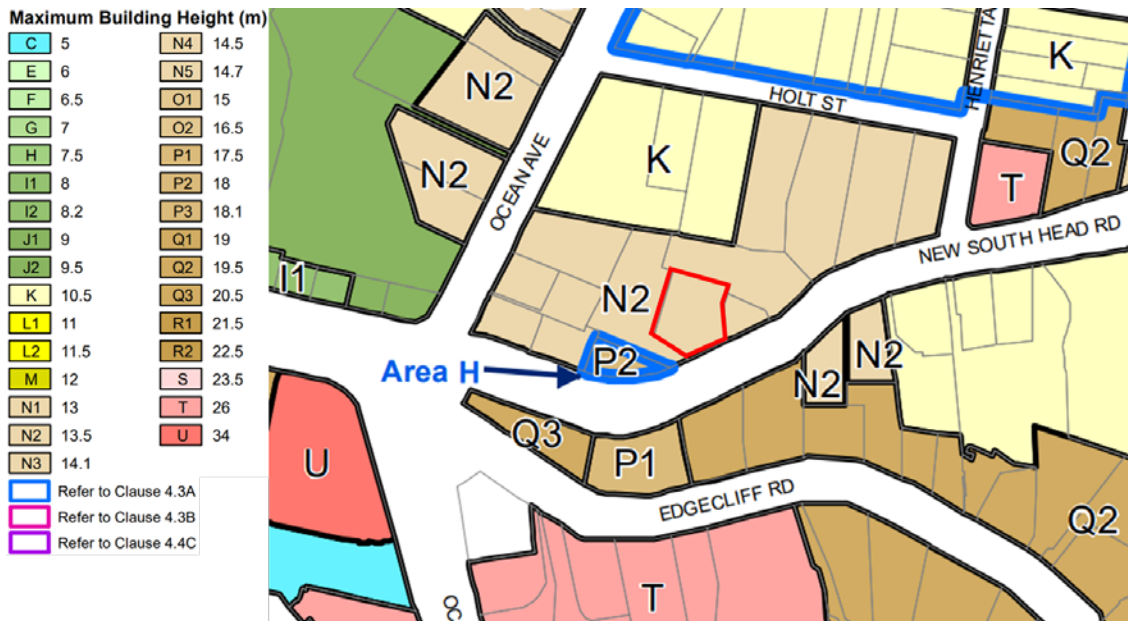 Maximum Building Height (m)
C 5
E 6
F 6.5
G 7
H 7.5
I1 8
I2 8.2
J1 9
J2 9.5
K 10.5
L1 11
L2 11.5
M 12
N1 13
N2 13.5
N3 14.1
N4 14.5
N5 14.7
O1 15
O2 16.5
P1 17.5
P2 18
P3 18.1
Q1 19
Q2 19.5
Q3 20.5
R1 21.5
R2 22.5
S 23.5
T 26
U 34
Refer to Clause 4.3A
Refer to Clause 4.3B
Refer to Clause 4.4C
N2
K
HENRIETTA
HOLT ST
N2
OCEAN AVE
K
Q2
T
NEW SOUTH HEAD RD
I1
N2
P2
Area H
N2
N2
Q3
P1
U
EDGECLIFF RD
Q2
T
OC